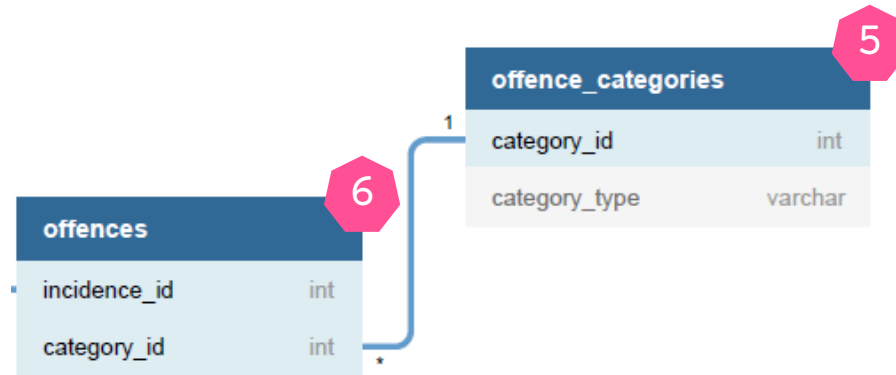 5
offence_categories
1
category_id int
category_type varchar
6
offences
incidence_id int
category_id int
*